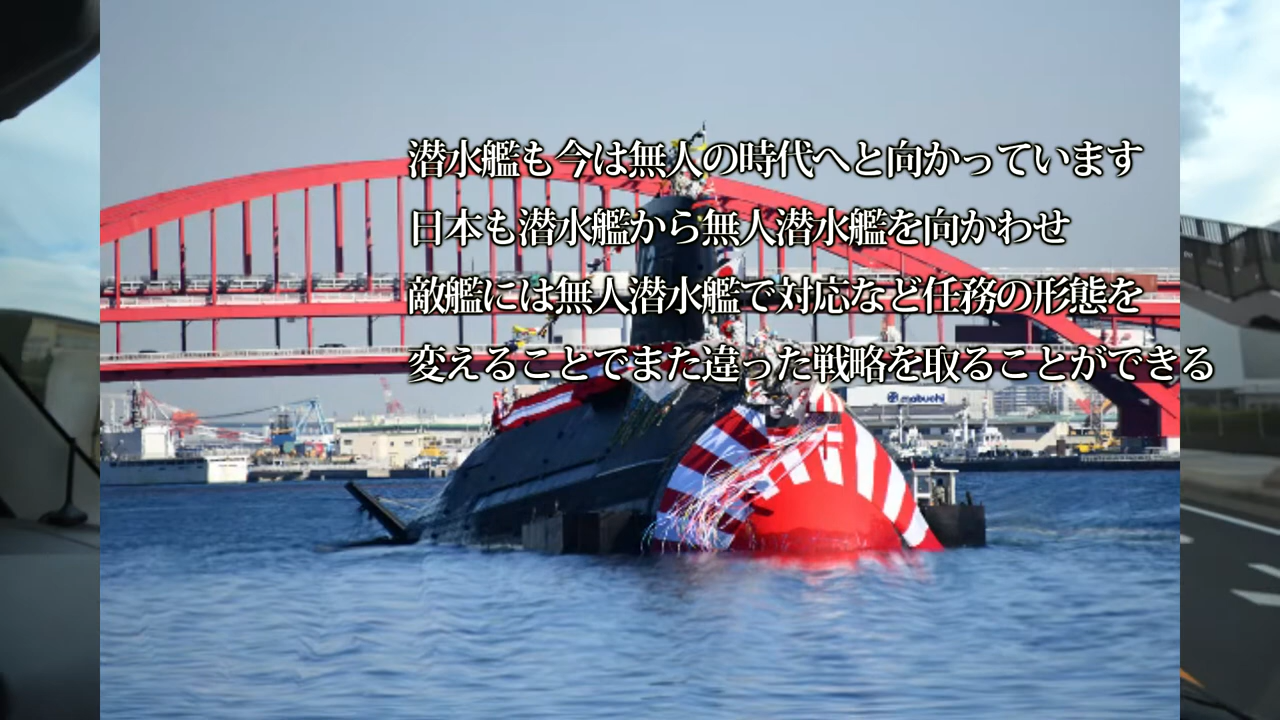 潜水艦も今は無人の時代へと向かっています
日本も潜水艦から無人潜水艦を向かわせ
敵艦には無人潜水艦で対応など任務の形態を
変えることでまた違った戦略を取ることができる
mabuchi